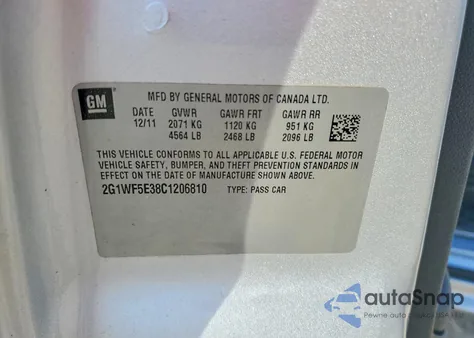 GM
MFD BY GENERAL MOTORS OF CANADA LTD.
DATE GVWR GAWR FRT GAWR RR
12/11 2071 KG 1120 KG 951 KG
4564 LB 2468 LB 2096 LB
THIS VEHICLE CONFORMS TO ALL APPLICABLE U.S. FEDERAL MOTOR
VEHICLE SAFETY, BUMPER, AND THEFT PREVENTION STANDARDS IN
EFFECT ON THE DATE OF MANUFACTURE SHOWN ABOVE.
2G1WF5E38C1206810 TYPE: PASS CAR
autoSnap